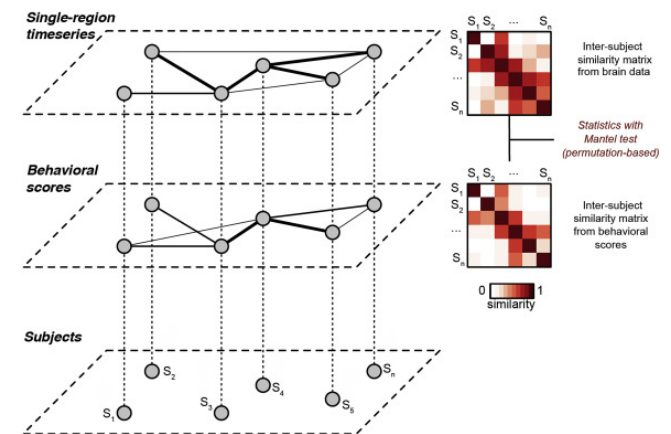 Single-region
timeseries
Behavioral
scores
Subjects
S1
S2
S3
S4
S5
Sn
S1 S2 ... Sn
S1
S2
...
Sn
Inter-subject
similarity matrix
from brain data
Statistics with
Mantel test
(permutation-based)
S1 S2 ... Sn
S1
S2
...
Sn
Inter-subject
similarity matrix
from behavioral
scores
0 1
similarity